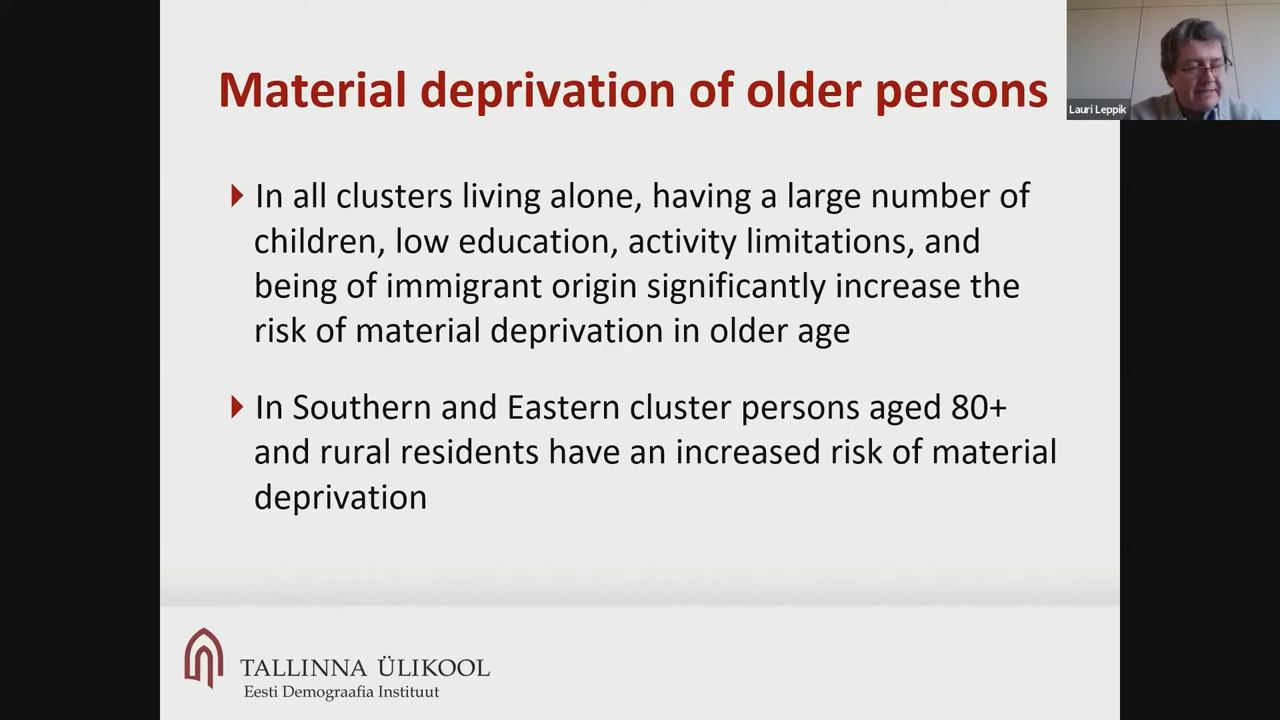 Material deprivation of older persons
Lauri Leppik
In all clusters living alone, having a large number of
children, low education, activity limitations, and
being of immigrant origin significantly increase the
risk of material deprivation in older age
In Southern and Eastern cluster persons aged 80+
and rural residents have an increased risk of material
deprivation
TALLINNA ÜLIKOOL
Eesti Demograafia Instituut